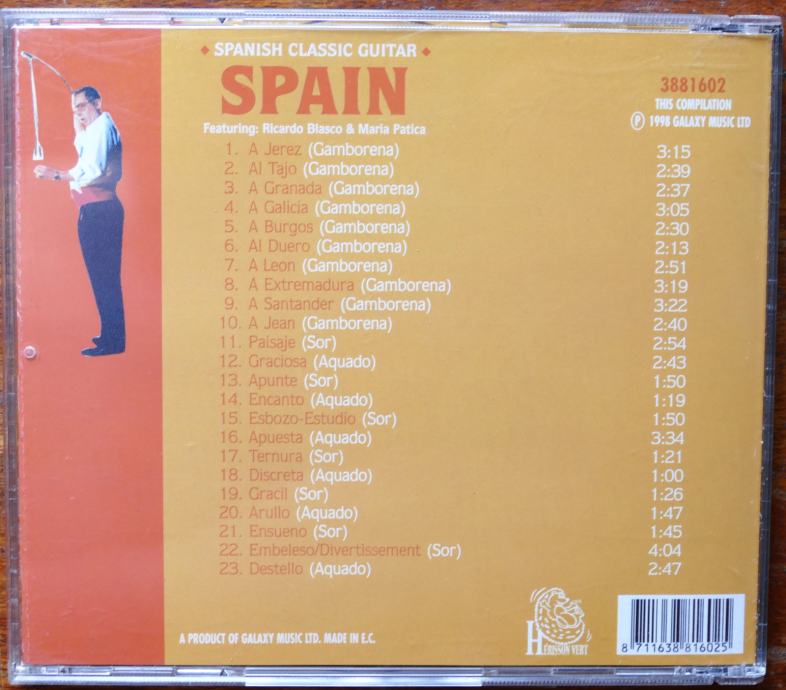 ♦ SPANISH CLASSIC GUITAR ♦
SPAIN
Featuring: Ricardo Blasco & Maria Patica
3881602
THIS COMPILATION
Ⓟ 1998 GALAXY MUSIC LTD
1. A Jerez (Gamborena) 3:15
2. Al Tajo (Gamborena) 2:39
3. A Granada (Gamborena) 2:37
4. A Galicia (Gamborena) 3:05
5. A Burgos (Gamborena) 2:30
6. Al Duero (Gamborena) 2:13
7. A Leon (Gamborena) 2:51
8. A Extremadura (Gamborena) 3:19
9. A Santander (Gamborena) 3:22
10. A Jean (Gamborena) 2:40
11. Paisaje (Sor) 2:54
12. Graciosa (Aquado) 2:43
13. Apunte (Sor) 1:50
14. Encanto (Aquado) 1:19
15. Esbozo-Estudio (Sor) 1:50
16. Apuesta (Aquado) 3:34
17. Ternura (Sor) 1:21
18. Discreta (Aquado) 1:00
19. Gracil (Sor) 1:26
20. Arullo (Aquado) 1:47
21. Ensueno (Sor) 1:45
22. Embeleso/Divertissement (Sor) 4:04
23. Destello (Aquado) 2:47
A PRODUCT OF GALAXY MUSIC LTD. MADE IN E.C.
HÉRISSON VERT
8 711638 816025